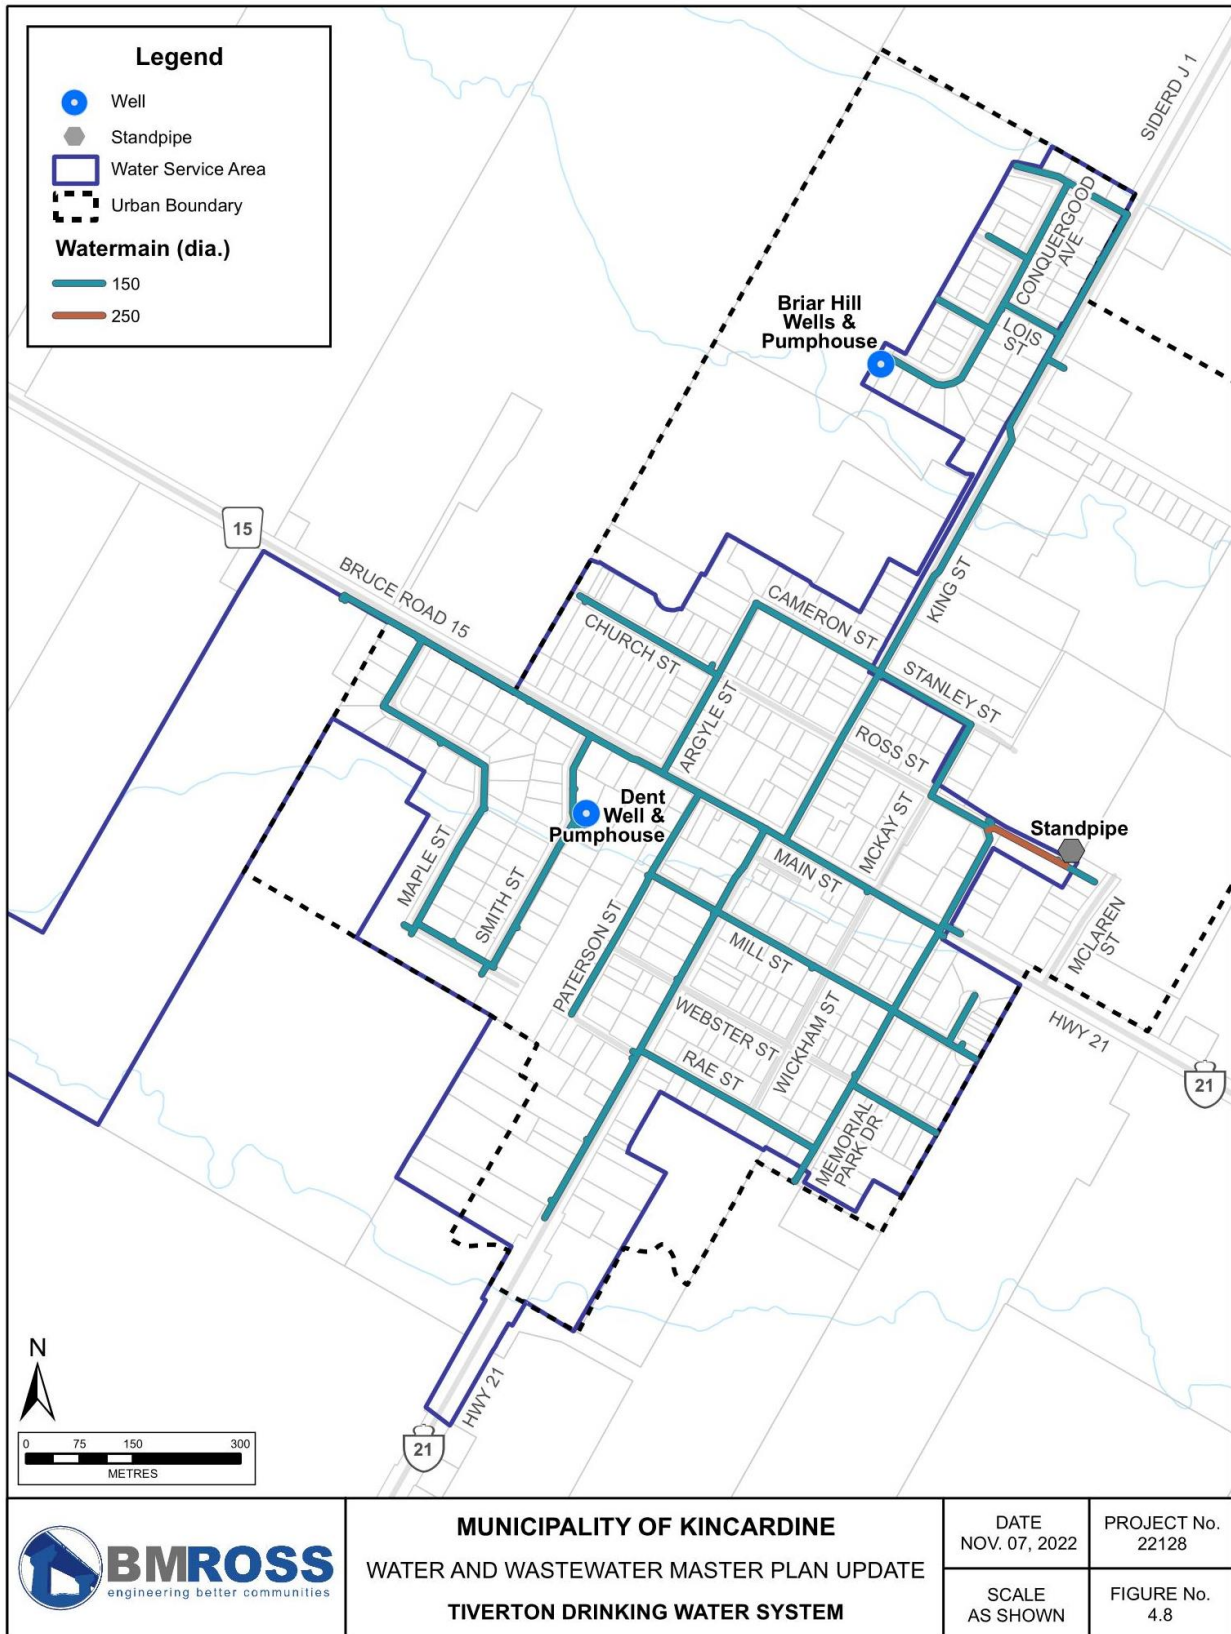 Legend
Well
Standpipe
Water Service Area
Urban Boundary
Watermain (dia.)
150
250
SIDERD J 1
CONQUERGOOD
AVE
LOIS
ST
Briar Hill
Wells &
Pumphouse
15
BRUCE ROAD 15
CHURCH ST
CAMERON ST
KING ST
STANLEY ST
ARGYLE ST
ROSS ST
MCKAY ST
Dent
Well &
Pumphouse
Standpipe
MAPLE ST
SMITH ST
MAIN ST
PATERSON ST
MILL ST
MCLAREN
ST
WEBSTER ST
WICKHAM ST
HWY 21
21
RAE ST
MEMORIAL
PARK DR
HWY 21
21
N
0 75 150 300
METRES
BMROSS
engineering better communities
MUNICIPALITY OF KINCARDINE
WATER AND WASTEWATER MASTER PLAN UPDATE
TIVERTON DRINKING WATER SYSTEM
DATE
NOV. 07, 2022
PROJECT No.
22128
SCALE
AS SHOWN
FIGURE No.
4.8